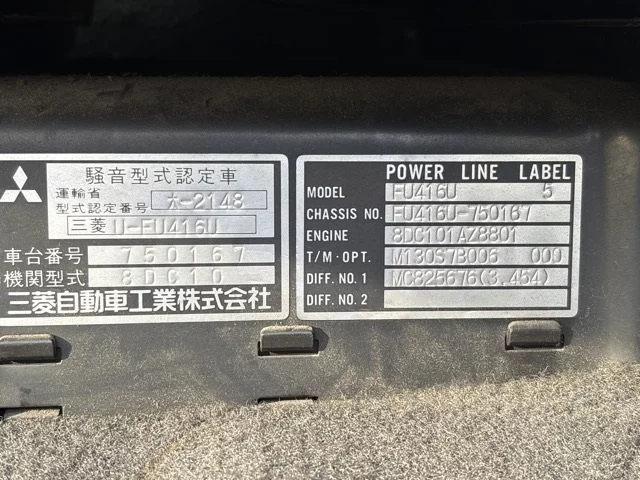 騒音型式認定車
運輸省
型式認定番号 大-2148
三菱 U-FU416U
車台番号 750167
機関型式 8DC10
三菱自動車工業株式会社
POWER LINE LABEL
MODEL FU416U 5
CHASSIS NO. FU416U-750167
ENGINE 8DC101AZ8801
T/M·OPT. M130S7B006 000
DIFF. NO. 1 MC825676(3.454)
DIFF. NO. 2